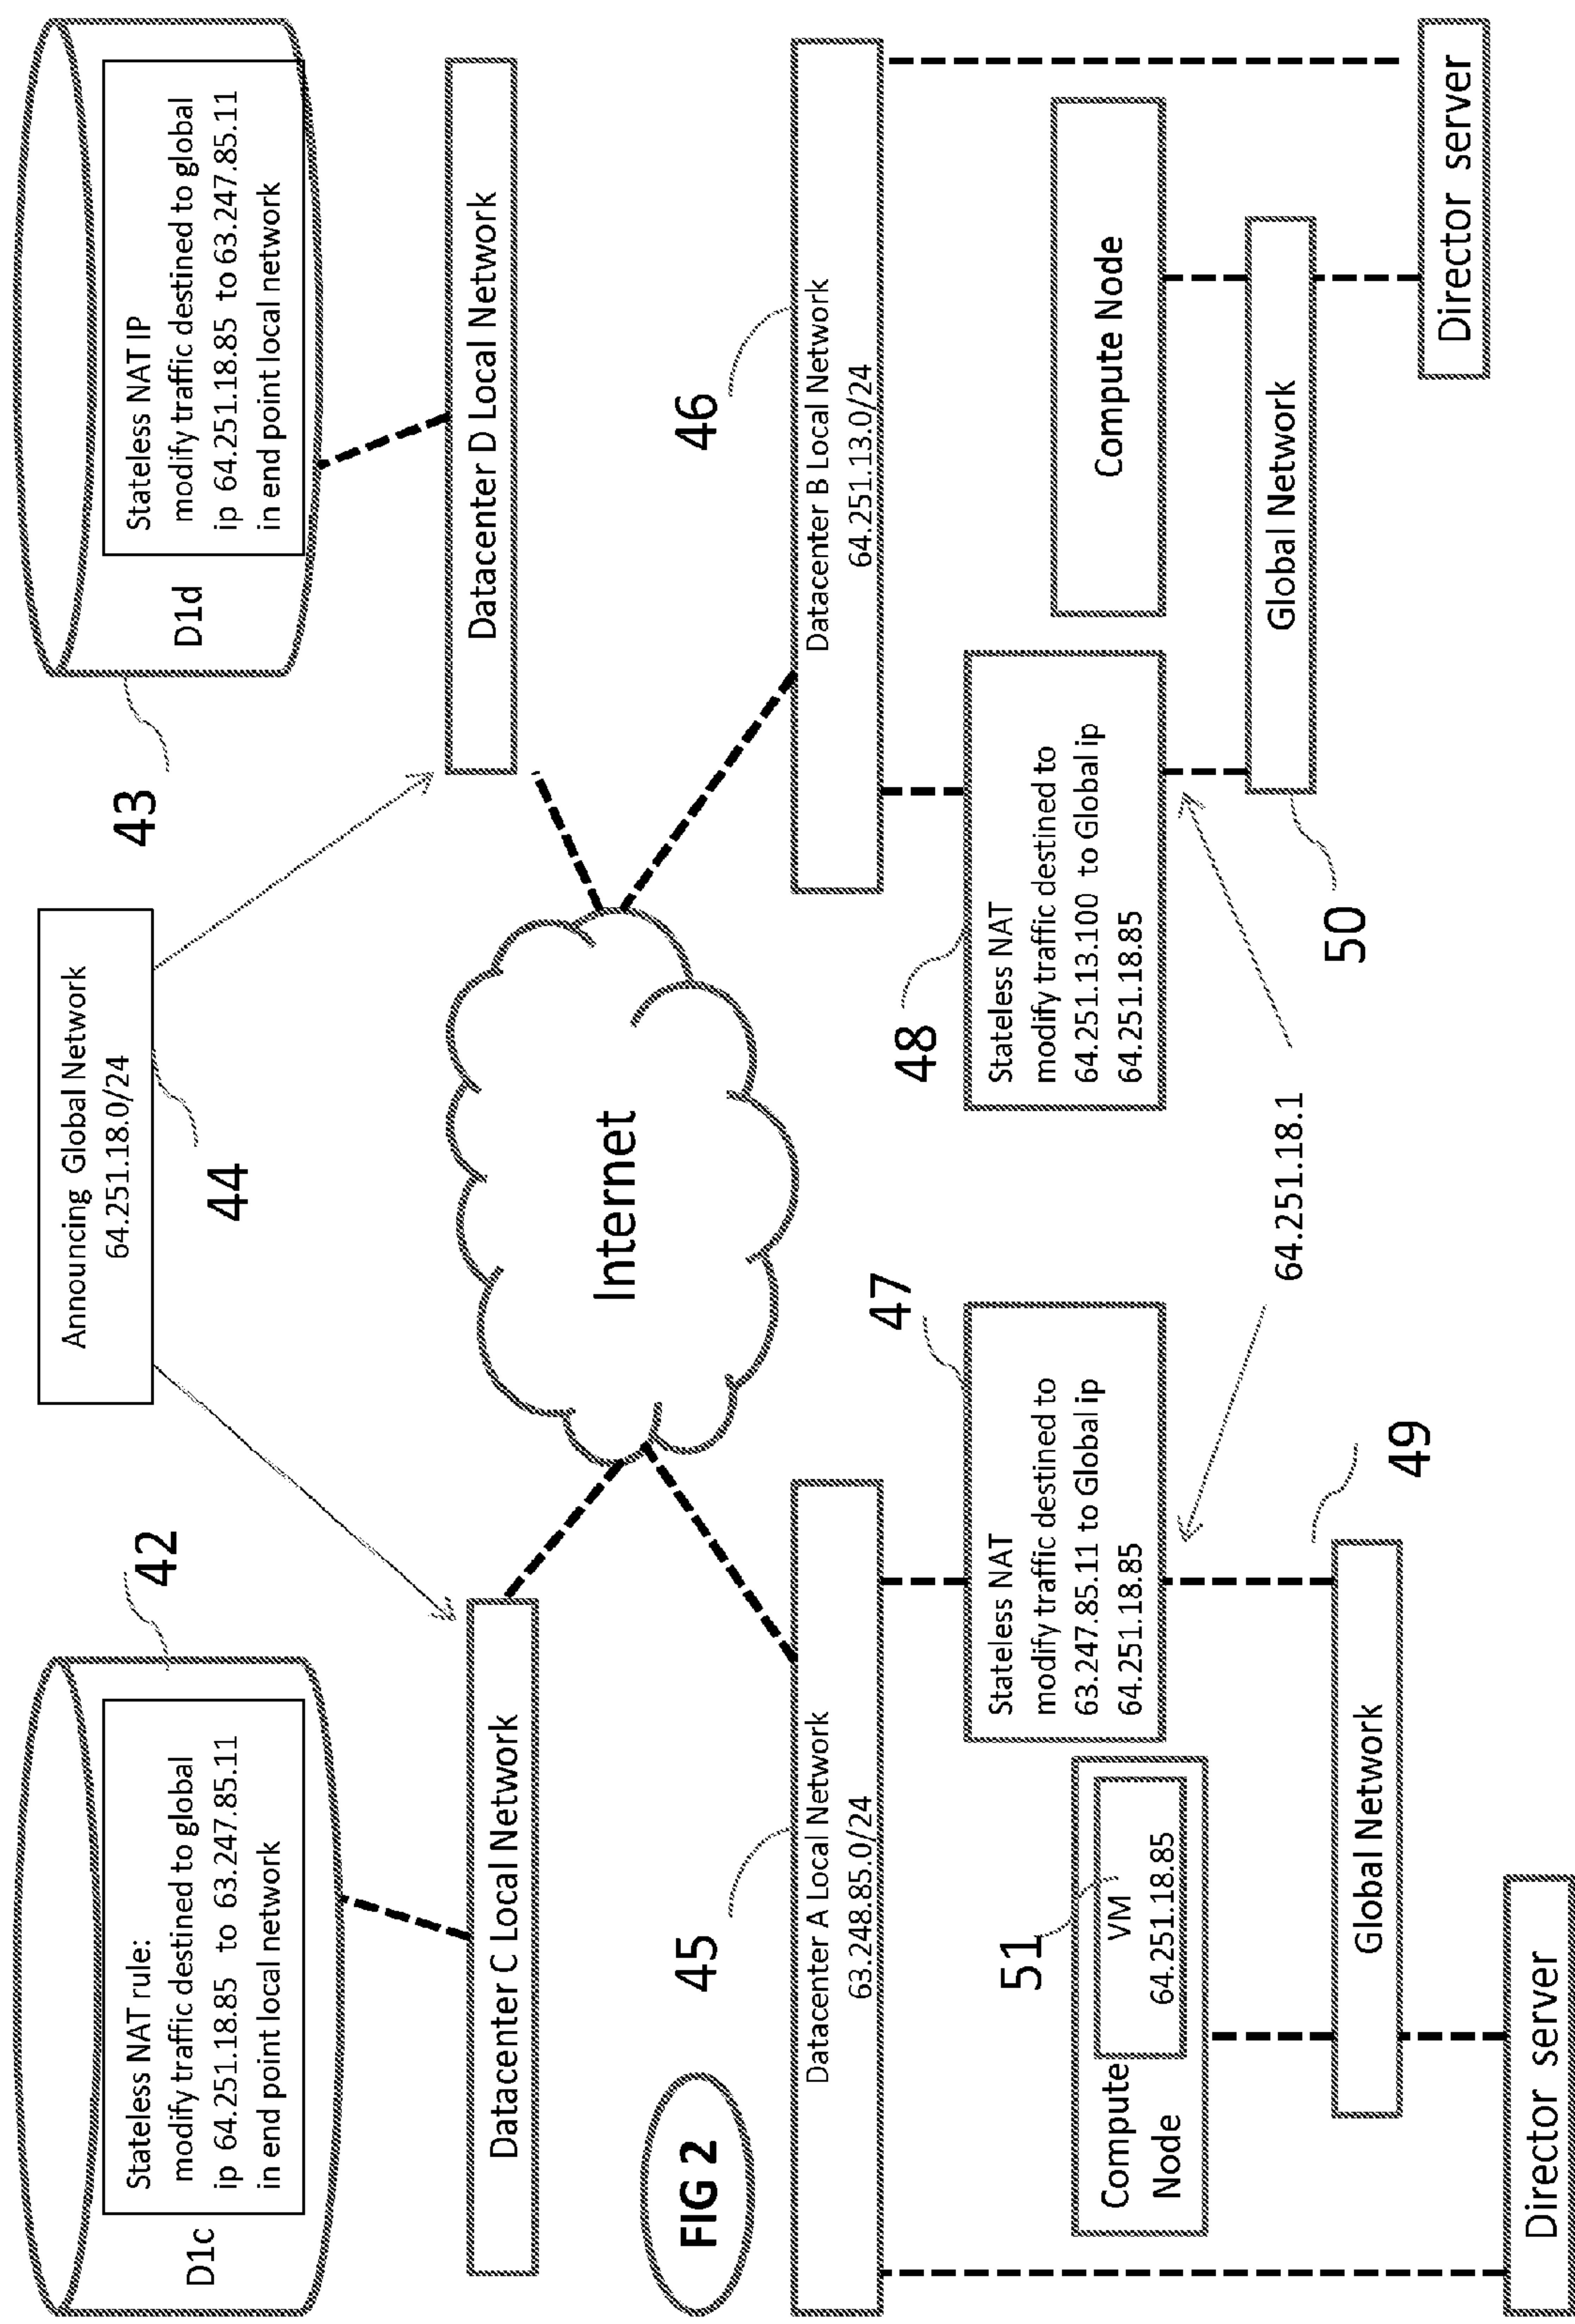 D1c
Stateless NAT rule:
modify traffic destined to global
ip 64.251.18.85 to 63.247.85.11
in end point local network
42
Announcing Global Network
64.251.18.0/24
44
43
D1d
Stateless NAT IP
modify traffic destined to global
ip 64.251.18.85 to 63.247.85.11
in end point local network
Datacenter C Local Network
Internet
Datacenter D Local Network
FIG 2
45
46
Datacenter A Local Network
63.248.85.0/24
Datacenter B Local Network
64.251.13.0/24
47
48
Stateless NAT
modify traffic destined to
63.247.85.11 to Global ip
64.251.18.85
Stateless NAT
modify traffic destined to
64.251.13.100 to Global ip
64.251.18.85
51
Compute
Node
VM
64.251.18.85
Compute Node
64.251.18.1
Global Network
49
50
Global Network
Director server
Director server